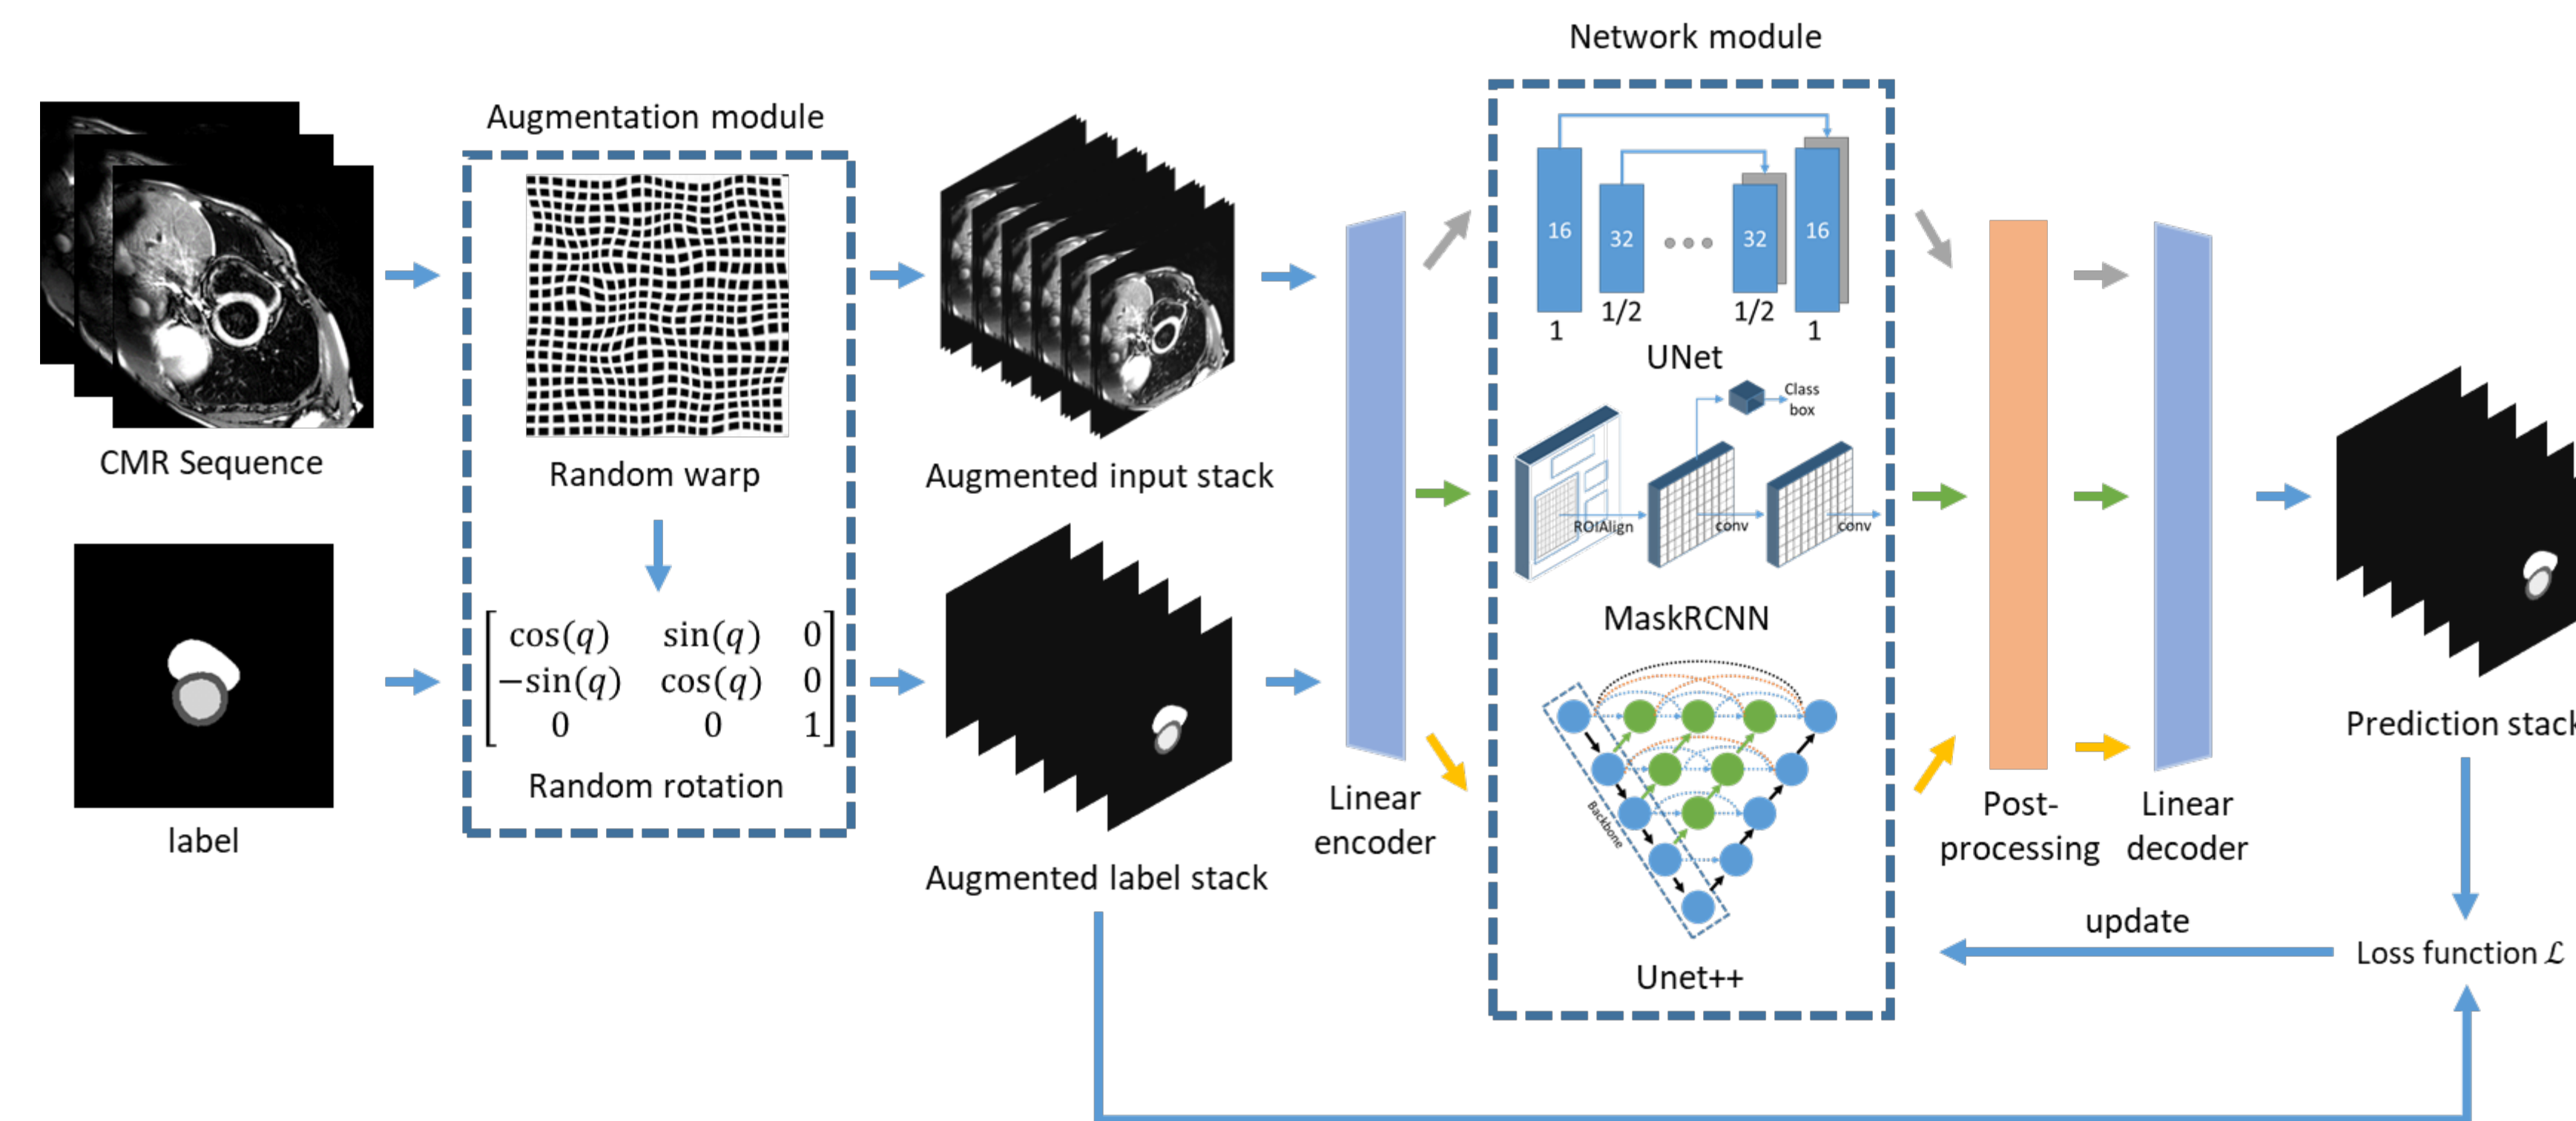 Network module
Augmentation module
CMR Sequence
label
Random warp
cos(q) sin(q) 0
−sin(q) cos(q) 0
0 0 1
Random rotation
Augmented input stack
Augmented label stack
Linear
encoder
16
32
32
16
1
1/2
1/2
1
UNet
Class
box
ROIAlign
conv
conv
MaskRCNN
Backbone
Unet++
Post-
processing
Linear
decoder
Prediction stack
update
Loss function ℒ